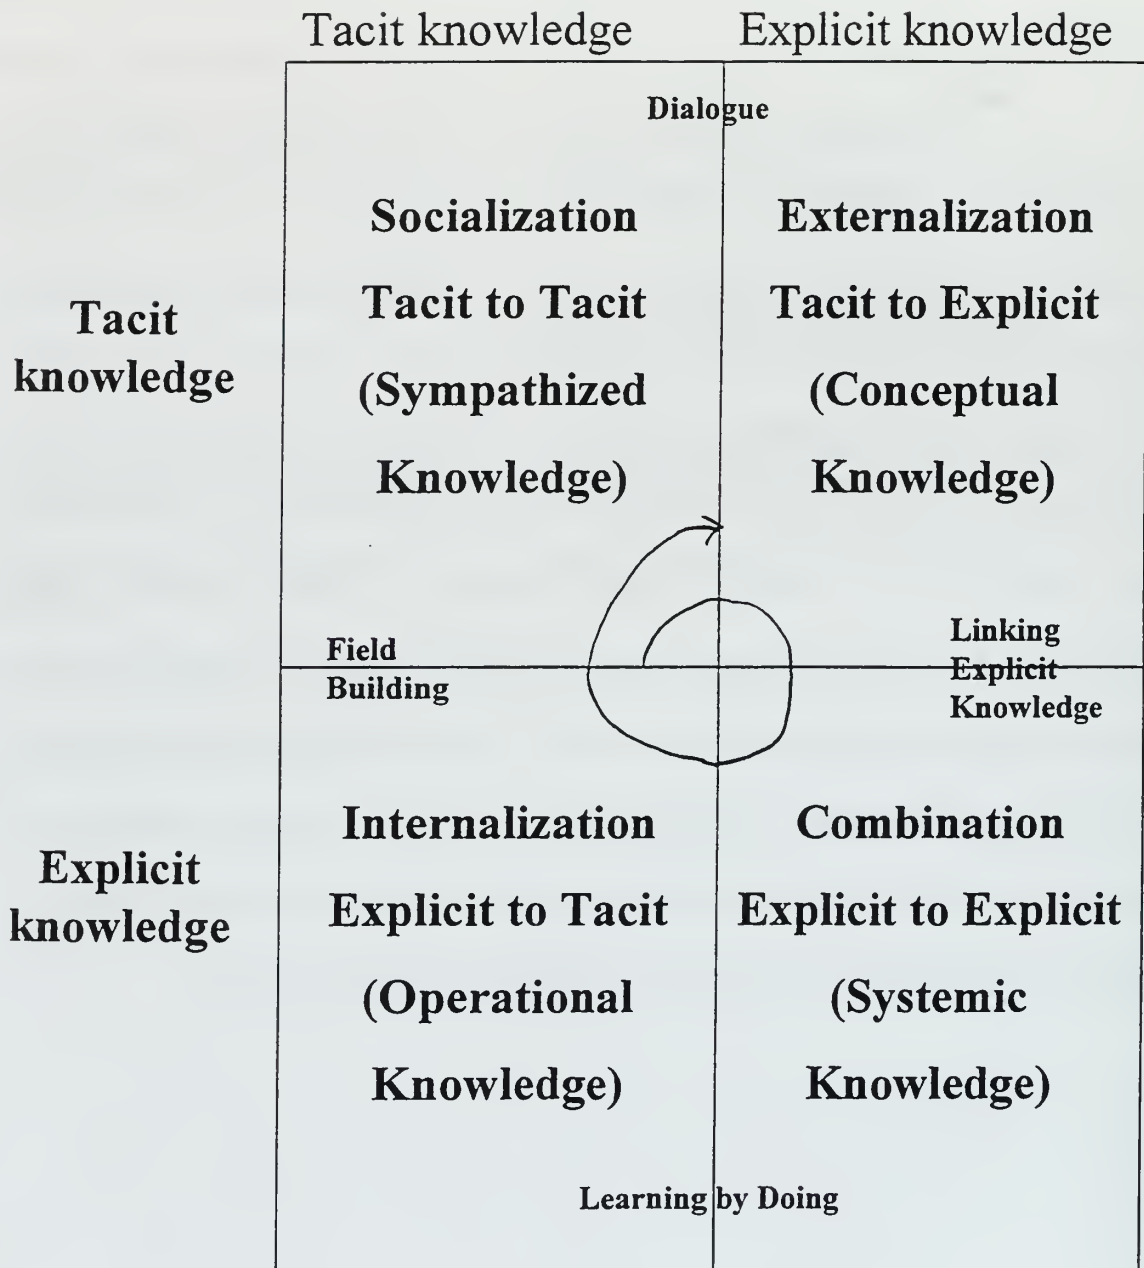 Tacit knowledge
Explicit knowledge
Dialogue
Tacit
knowledge
Socialization
Tacit to Tacit
(Sympathized
Knowledge)
Externalization
Tacit to Explicit
(Conceptual
Knowledge)
Field
Building
Linking
Explicit
Knowledge
Explicit
knowledge
Internalization
Explicit to Tacit
(Operational
Knowledge)
Combination
Explicit to Explicit
(Systemic
Knowledge)
Learning by Doing